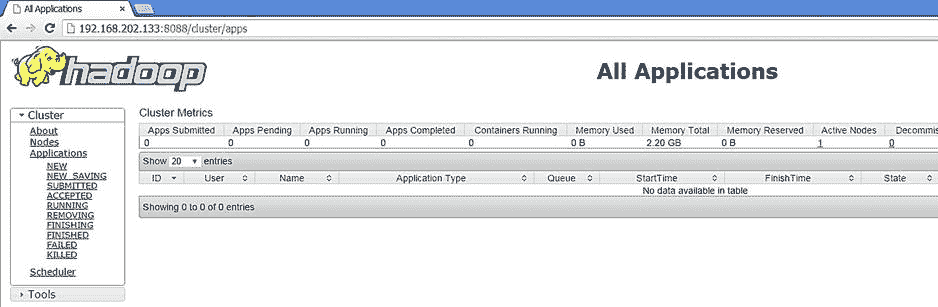 All Applications
192.168.202.133:8088/cluster/apps
hadoop
All Applications
Cluster
About
Nodes
Applications
NEW
NEW_SAVING
SUBMITTED
ACCEPTED
RUNNING
REMOVING
FINISHING
FINISHED
FAILED
KILLED
Scheduler
Tools
Cluster Metrics
Apps Submitted Apps Pending Apps Running Apps Completed Containers Running Memory Used Memory Total Memory Reserved Active Nodes Decommis
0 0 0 0 0 0 B 2.20 GB 0 B 1 0
Show 20 entries
ID User Name Application Type Queue StartTime FinishTime State
No data available in table
Showing 0 to 0 of 0 entries